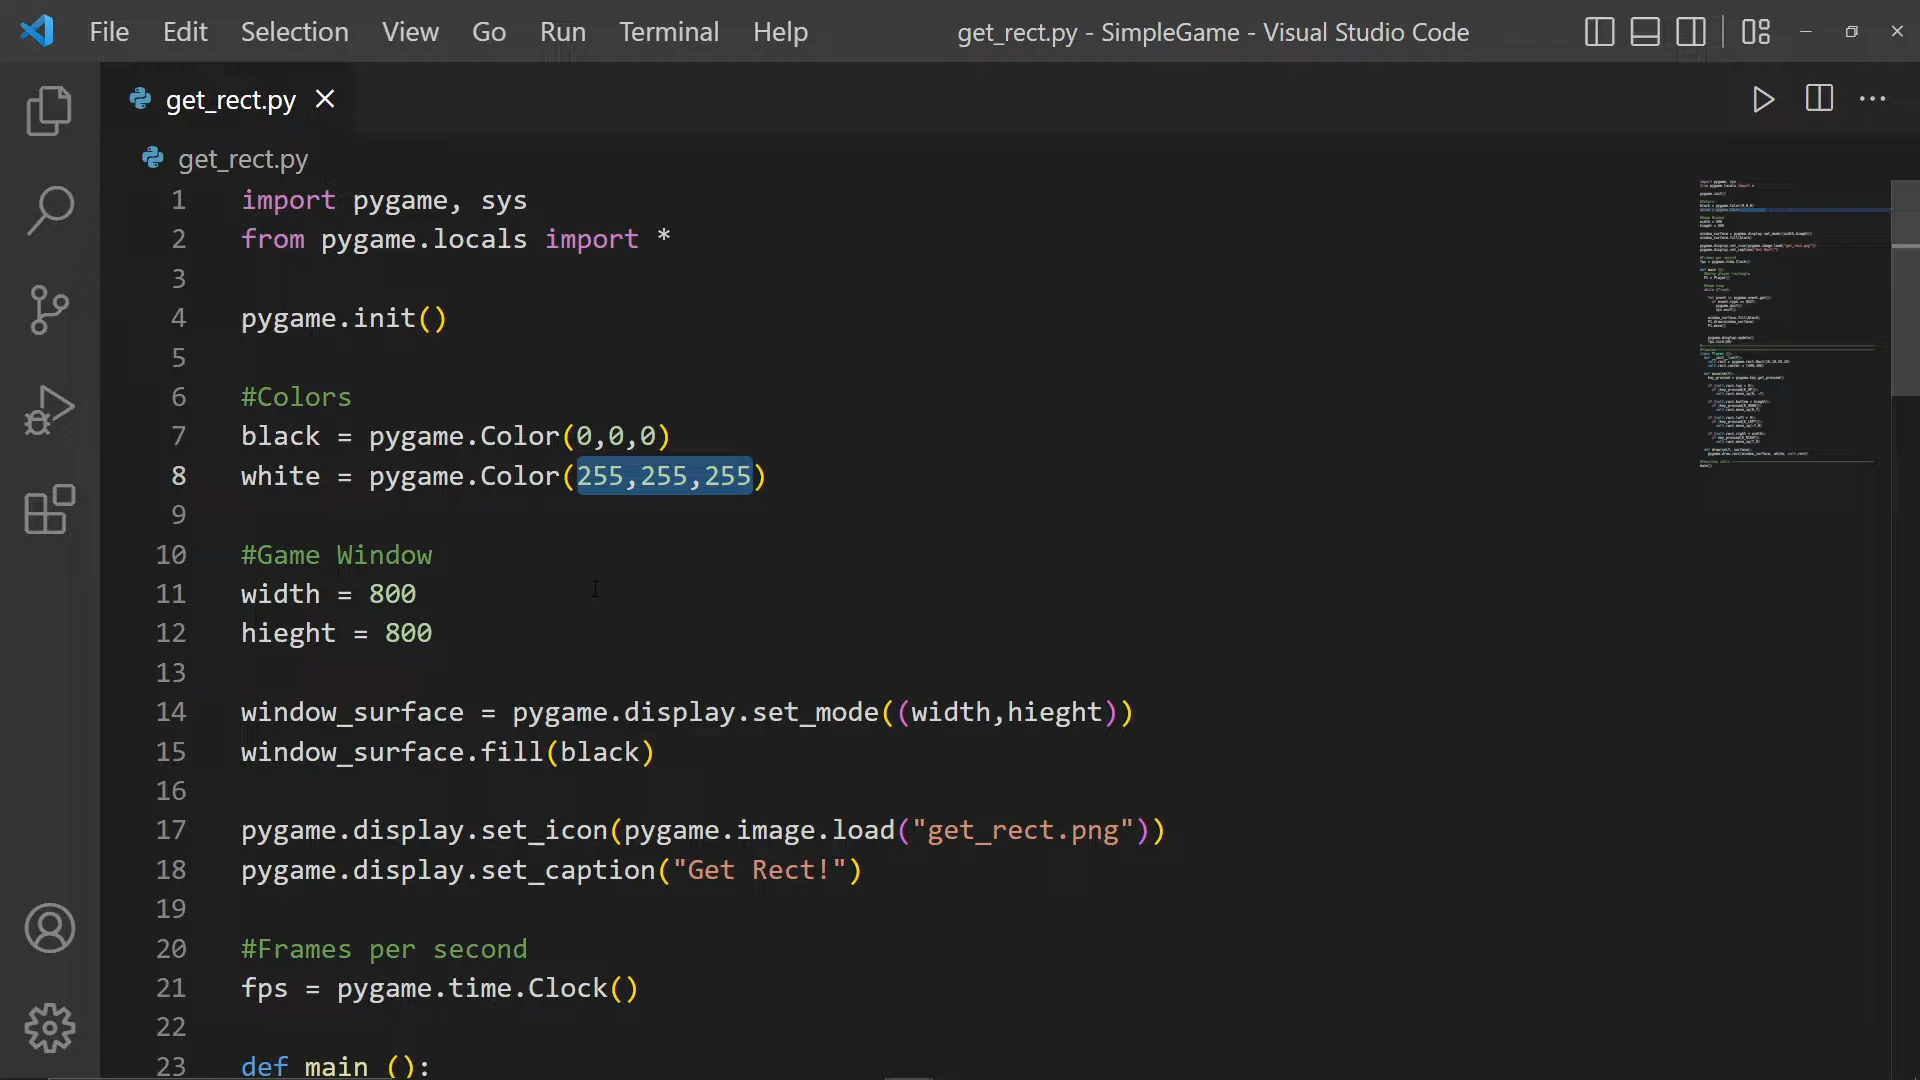 File Edit Selection View Go Run Terminal Help get_rect.py - SimpleGame - Visual Studio Code
get_rect.py
get_rect.py
1 import pygame, sys
2 from pygame.locals import *
3
4 pygame.init()
5
6 #Colors
7 black = pygame.Color(0,0,0)
8 white = pygame.Color(255,255,255)
9
10 #Game Window
11 width = 800
12 hieght = 800
13
14 window_surface = pygame.display.set_mode((width,hieght))
15 window_surface.fill(black)
16
17 pygame.display.set_icon(pygame.image.load("get_rect.png"))
18 pygame.display.set_caption("Get Rect!")
19
20 #Frames per second
21 fps = pygame.time.Clock()
22
23 def main ():